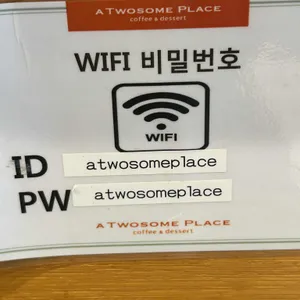 A TWOSOME PLACE
coffee & dessert
WIFI 비밀번호
WIFI
ID atwosomeplace
PW atwosomeplace
A TWOSOME PLACE
coffee & dessert